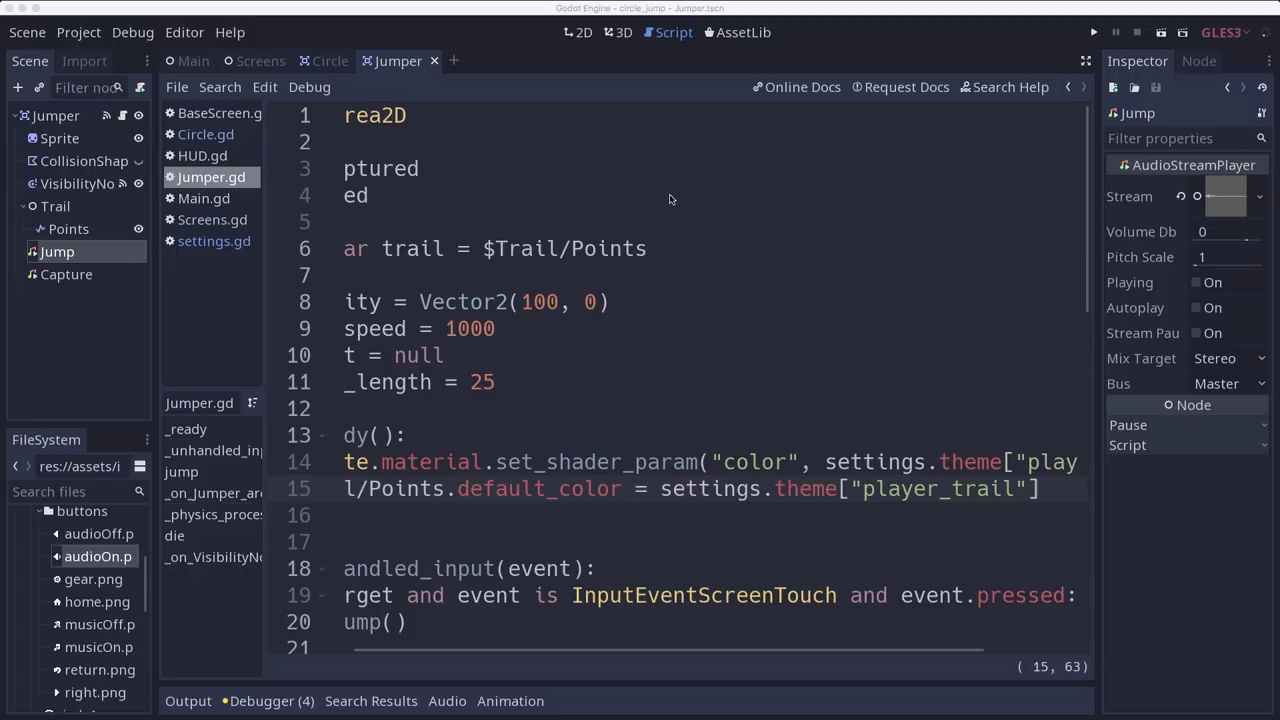 Godot Engine - circle_jump - Jumper.tscn
Scene Project Debug Editor Help
2D 3D Script AssetLib
GLES3
Scene Import
Main Screens Circle Jumper
Inspector Node
Filter nod
File Search Edit Debug
Online Docs Request Docs Search Help
Jumper
Sprite
CollisionShap
VisibilityNo
Trail
Points
Jump
Capture
BaseScreen.g
Circle.gd
HUD.gd
Jumper.gd
Main.gd
Screens.gd
settings.gd
Jumper.gd
_ready
_unhandled_inp
jump
_on_Jumper_are
_physics_proces
die
_on_VisibilityNo
1 rea2D
2
3 ptured
4 ed
5
6 ar trail = $Trail/Points
7
8 ity = Vector2(100, 0)
9 speed = 1000
10 t = null
11 _length = 25
12
13 dy():
14 te.material.set_shader_param("color", settings.theme["play
15 l/Points.default_color = settings.theme["player_trail"]
16
17
18 andled_input(event):
19 rget and event is InputEventScreenTouch and event.pressed:
20 ump()
21
( 15, 63)
Jump
Filter properties
AudioStreamPlayer
Stream
Volume Db 0
Pitch Scale 1
Playing On
Autoplay On
Stream Pau On
Mix Target Stereo
Bus Master
Node
Pause
Script
FileSystem
res://assets/i
Search files
buttons
audioOff.p
audioOn.p
gear.png
home.png
musicOff.p
musicOn.p
return.png
right.png
Output Debugger (4) Search Results Audio Animation